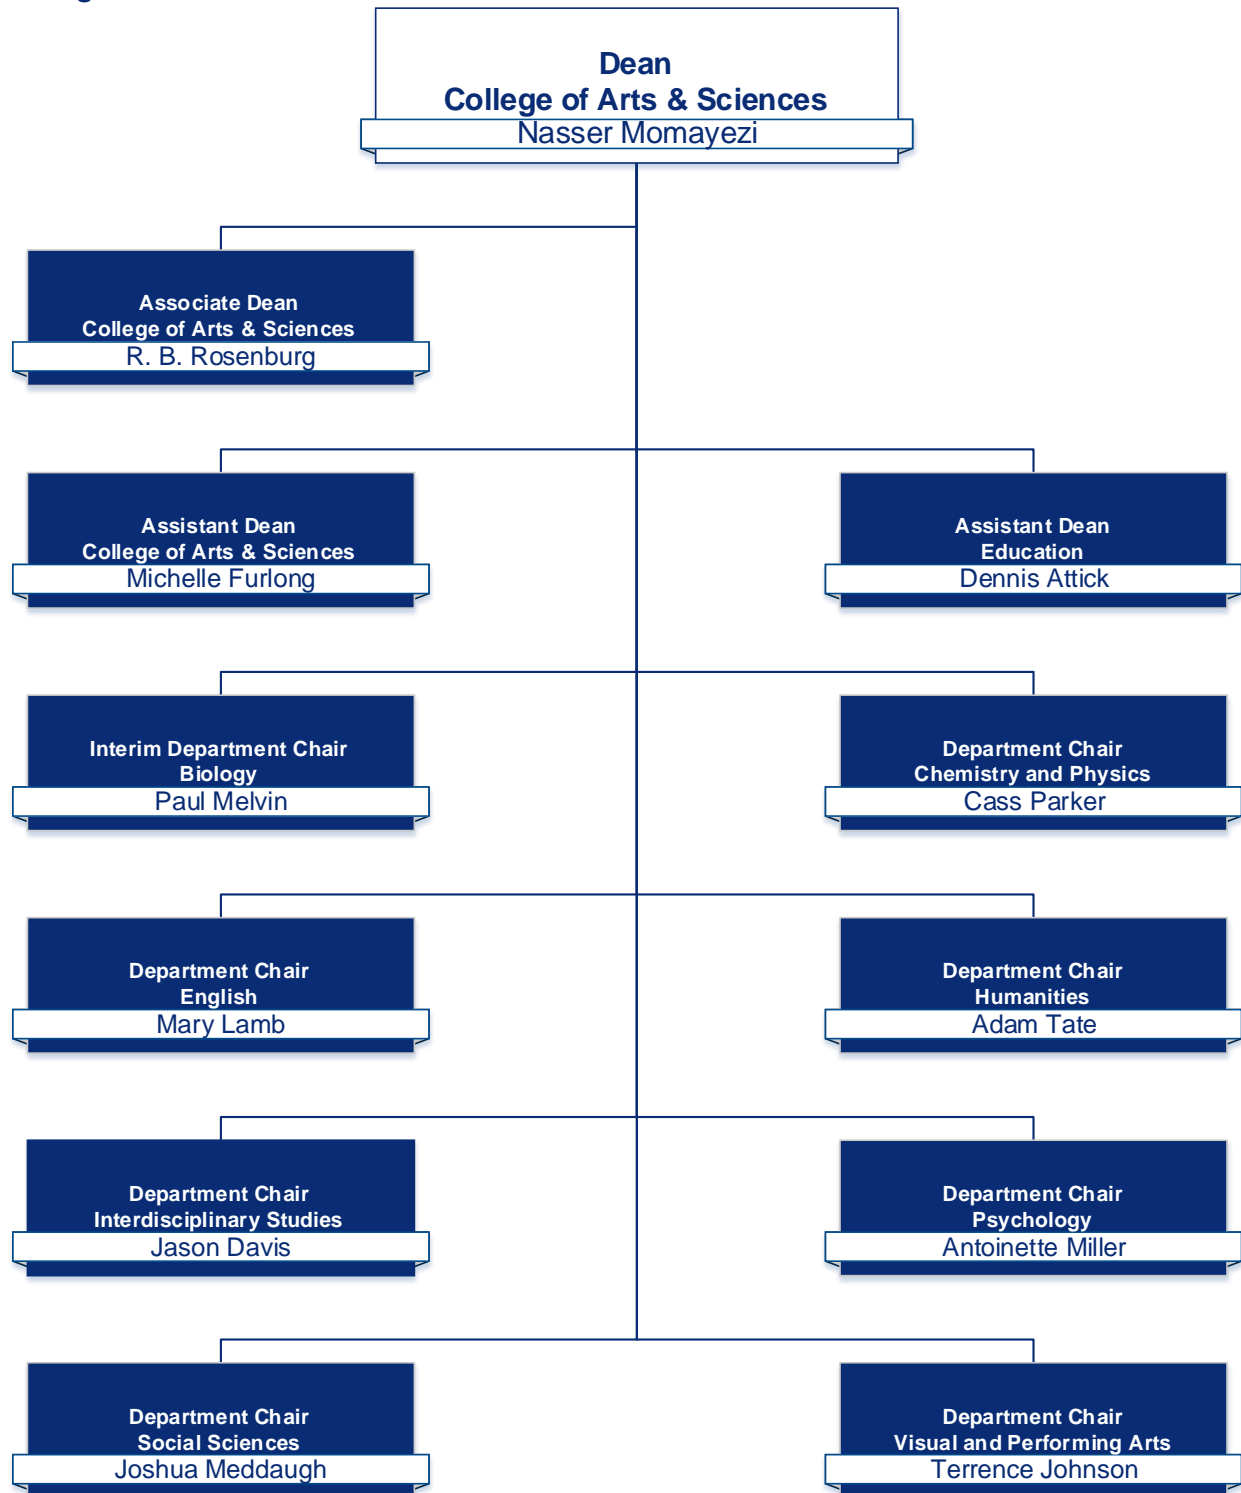 Dean
College of Arts & Sciences
Nasser Momayezi
Associate Dean
College of Arts & Sciences
R. B. Rosenburg
Assistant Dean
College of Arts & Sciences
Michelle Furlong
Assistant Dean
Education
Dennis Attick
Interim Department Chair
Biology
Paul Melvin
Department Chair
Chemistry and Physics
Cass Parker
Department Chair
English
Mary Lamb
Department Chair
Humanities
Adam Tate
Department Chair
Interdisciplinary Studies
Jason Davis
Department Chair
Psychology
Antoinette Miller
Department Chair
Social Sciences
Joshua Meddaugh
Department Chair
Visual and Performing Arts
Terrence Johnson